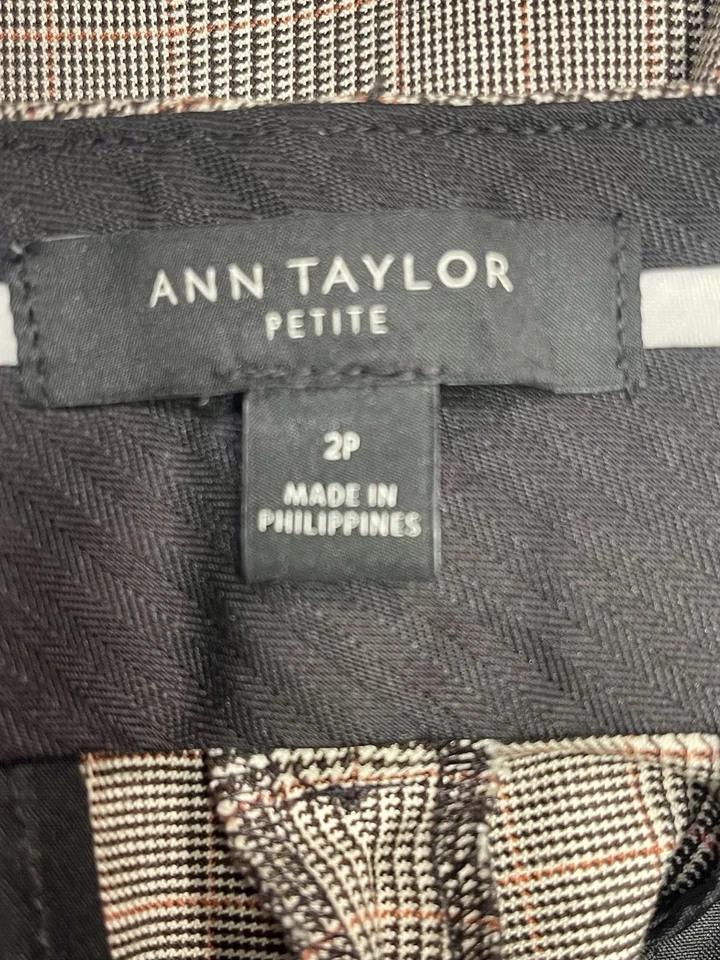 ANN TAYLOR
PETITE
2P
MADE IN
PHILIPPINES